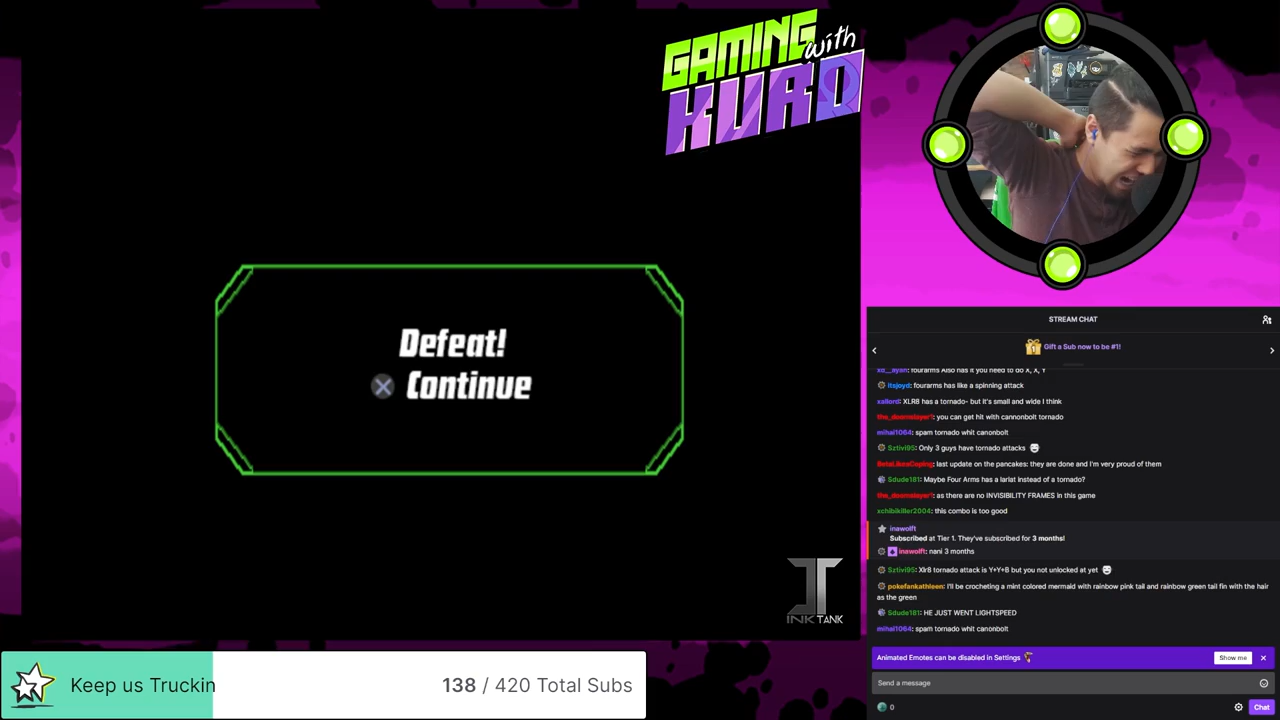 GAMING with
KURO
Defeat!
Continue
INKTANK
Keep us Truckin
138 / 420 Total Subs
STREAM CHAT
Gift a Sub now to be #1!
xd__ayan: fourarms Also has it you need to do X, X, Y
itsjoyd: fourarms has like a spinning attack
xallord: XLR8 has a tornado- but it's small and wide I think
the_doomslayer?: you can get hit with cannonbolt tornado
mihai1064: spam tornado whit canonbolt
Sztivi95: Only 3 guys have tornado attacks
BetaLikesCoping: last update on the pancakes: they are done and I'm very proud of them
Sdude181: Maybe Four Arms has a lariat instead of a tornado?
the_doomslayer?: as there are no INVISIBILITY FRAMES in this game
xchibikiller2004: this combo is too good
inawolft
Subscribed at Tier 1. They've subscribed for 3 months!
inawolft: nani 3 months
Sztivi95: Xlr8 tornado attack is Y+Y+B but you not unlocked at yet
pokefankathleen: I'll be crocheting a mint colored mermaid with rainbow pink tail and rainbow green tail fin with the hair
as the green
Sdude181: HE JUST WENT LIGHTSPEED
mihai1064: spam tornado whit canonbolt
Animated Emotes can be disabled in Settings
Show me
Send a message
0
Chat